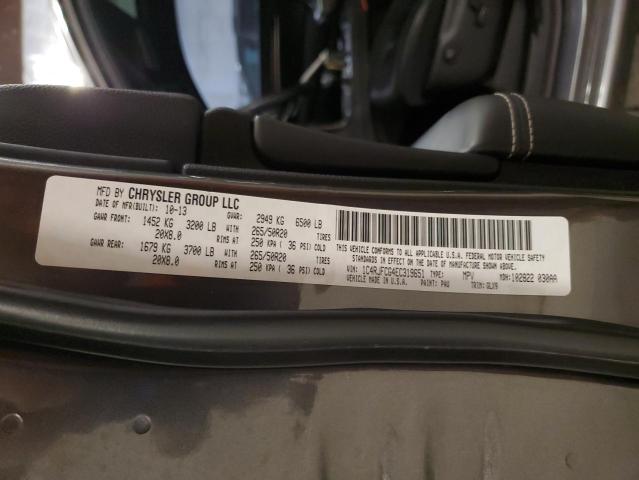 MFD BY CHRYSLER GROUP LLC
DATE OF MFR(BUILT): 10-13 GVWR: 2949 KG 6500 LB
GAWR FRONT: 1452 KG 3200 LB WITH 265/50R20 TIRES
20X8.0 RIMS AT 250 KPA ( 36 PSI) COLD
GAWR REAR: 1679 KG 3700 LB WITH 265/50R20 TIRES
20X8.0 RIMS AT 250 KPA ( 36 PSI) COLD
THIS VEHICLE CONFORMS TO ALL APPLICABLE U.S.A. FEDERAL MOTOR VEHICLE SAFETY
STANDARDS IN EFFECT ON THE DATE OF MANUFACTURE SHOWN ABOVE.
VIN: 1C4RJFCG4EC319651 TYPE: MPV MDH: 102922 030AA
VEHICLE MADE IN U.S.A. PAINT: PAU TRIM: GLX9